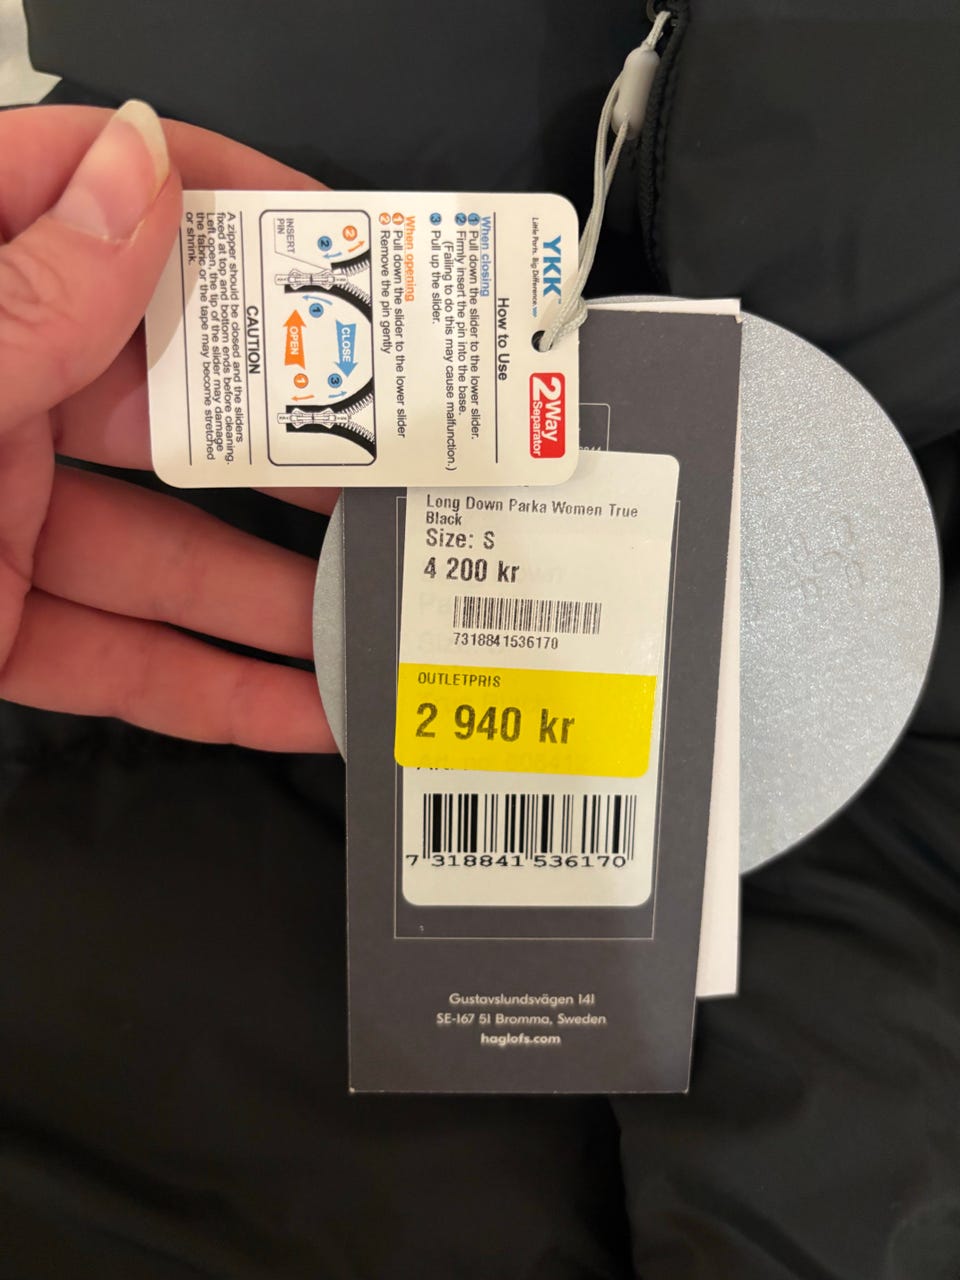 YKK
Little Parts. Big Difference.
2Way
Separator
How to Use
When closing
1 Pull down the slider to the lower slider.
2 Firmly insert the pin into the base.
(Failing to do this may cause malfunction.)
3 Pull up the slider.
When opening
1 Pull down the slider to the lower slider
2 Remove the pin gently
INSERT
PIN
2
2
1
CLOSE
3
OPEN
1
CAUTION
A zipper should be closed and the sliders
fixed at top and bottom ends before cleaning.
Left open, the tip of the slider may damage
the fabric or the tape may become stretched
or shrink.
Long Down Parka Women True
Black
Size: S
4 200 kr
7318841536170
OUTLETPRIS
2 940 kr
7 318841 536170
Gustavslundsvägen 141
SE-167 51 Bromma, Sweden
haglofs.com